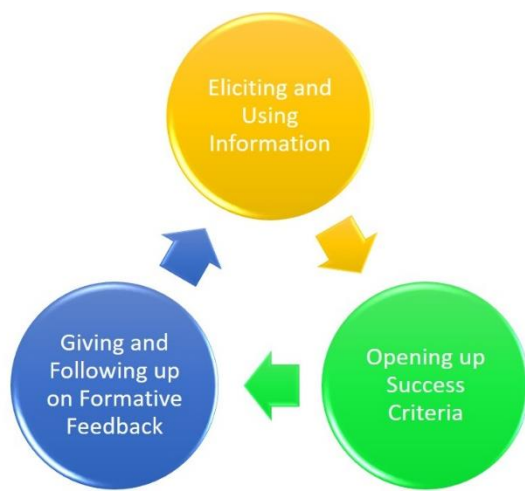 Eliciting and
Using
Information
Opening up
Success
Criteria
Giving and
Following up
on Formative
Feedback